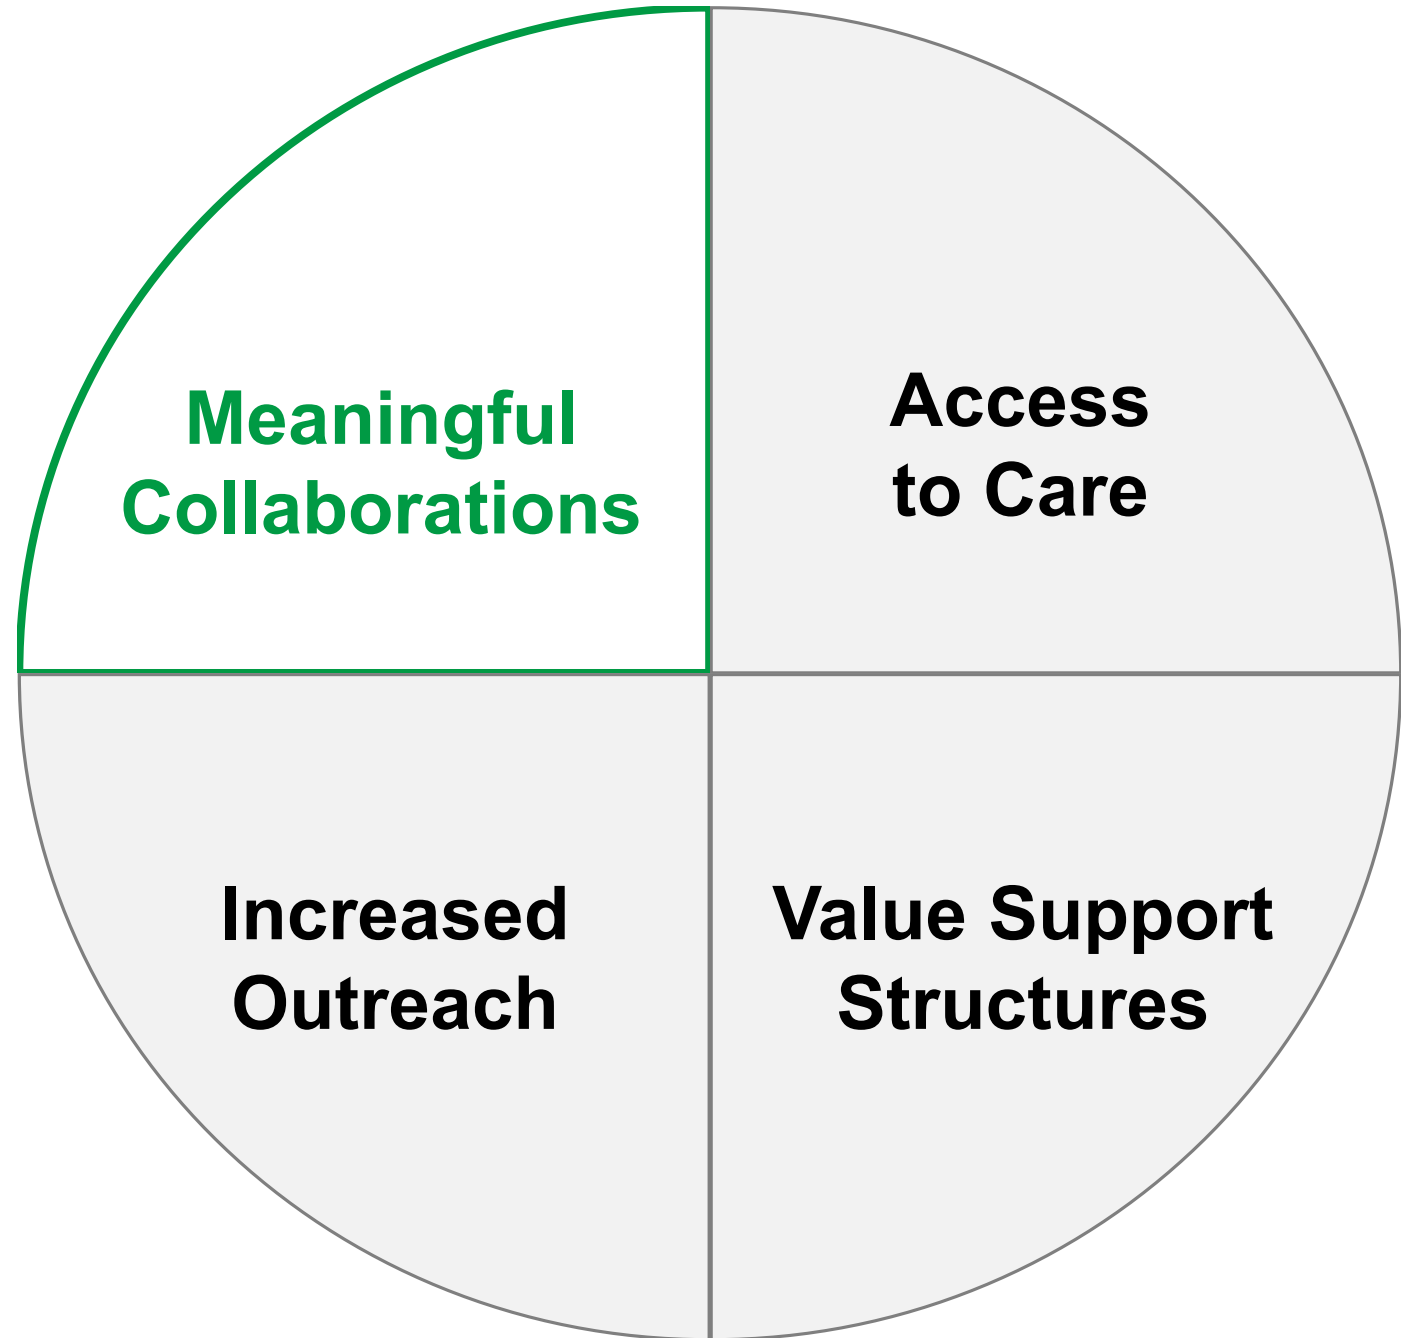 Meaningful
Collaborations
Access
to Care
Increased
Outreach
Value Support
Structures